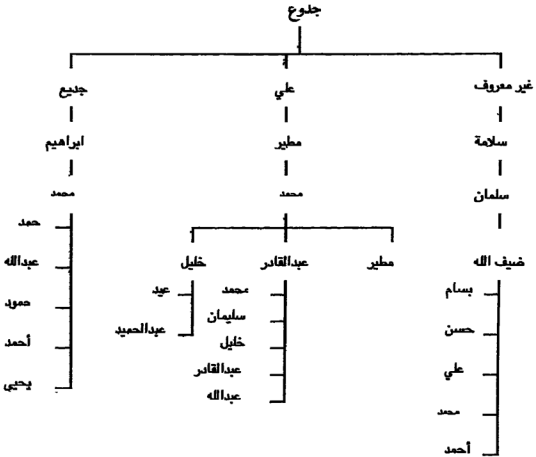 جدوع
غير معروف
علي
جديع
سلامة
مطير
ابراهيم
سلمان
محمد
محمد
ضيف الله
مطير
عبدالقادر
خليل
بسام
حسن
علي
محمد
أحمد
محمد
سليمان
خليل
عبدالقادر
عبدالله
عيد
عبدالحميد
حمد
عبدالله
حمود
أحمد
يحيى